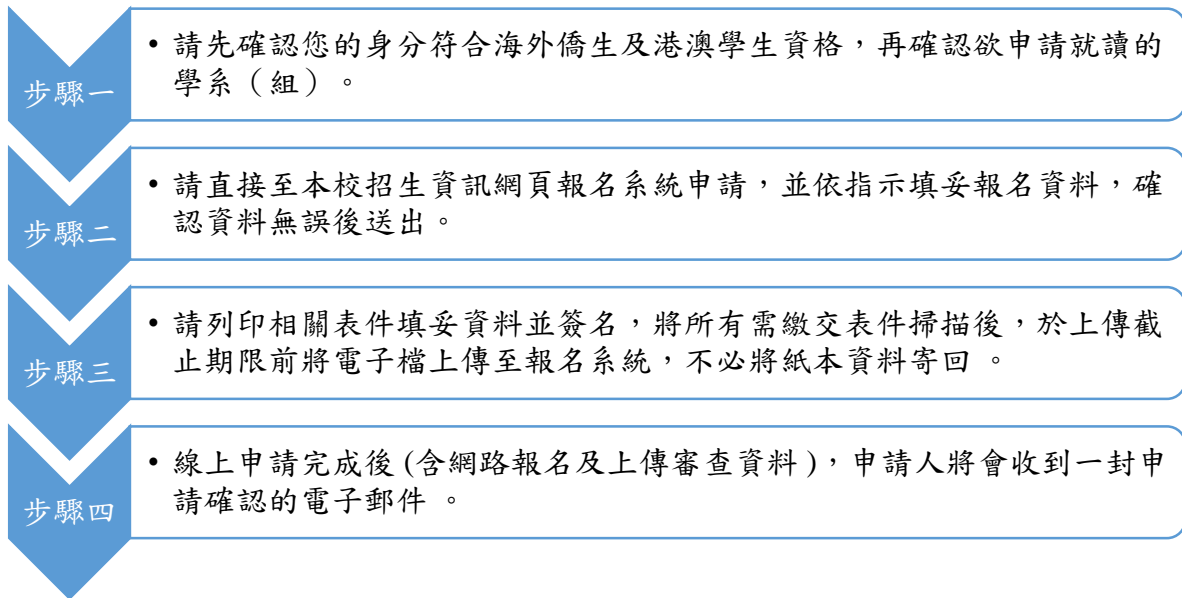 步驟一
• 請先確認您的身分符合海外僑生及港澳學生資格，再確認欲申請就讀的
學系（組）。
步驟二
• 請直接至本校招生資訊網頁報名系統申請，並依指示填妥報名資料，確
認資料無誤後送出。
步驟三
• 請列印相關表件填妥資料並簽名，將所有需繳交表件掃描後，於上傳截
止期限前將電子檔上傳至報名系統，不必將紙本資料寄回 。
步驟四
• 線上申請完成後 (含網路報名及上傳審查資料)，申請人將會收到一封申
請確認的電子郵件 。